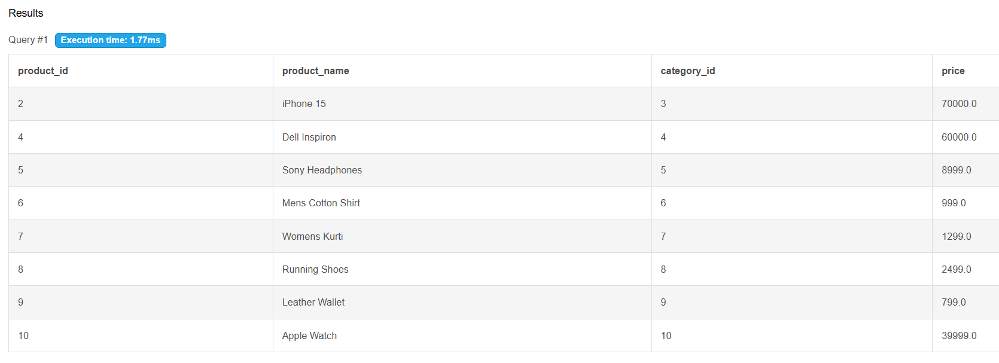 Results
Query #1 Execution time: 1.77ms
product_id product_name category_id price
2 iPhone 15 3 70000.0
4 Dell Inspiron 4 60000.0
5 Sony Headphones 5 8999.0
6 Mens Cotton Shirt 6 999.0
7 Womens Kurti 7 1299.0
8 Running Shoes 8 2499.0
9 Leather Wallet 9 799.0
10 Apple Watch 10 39999.0